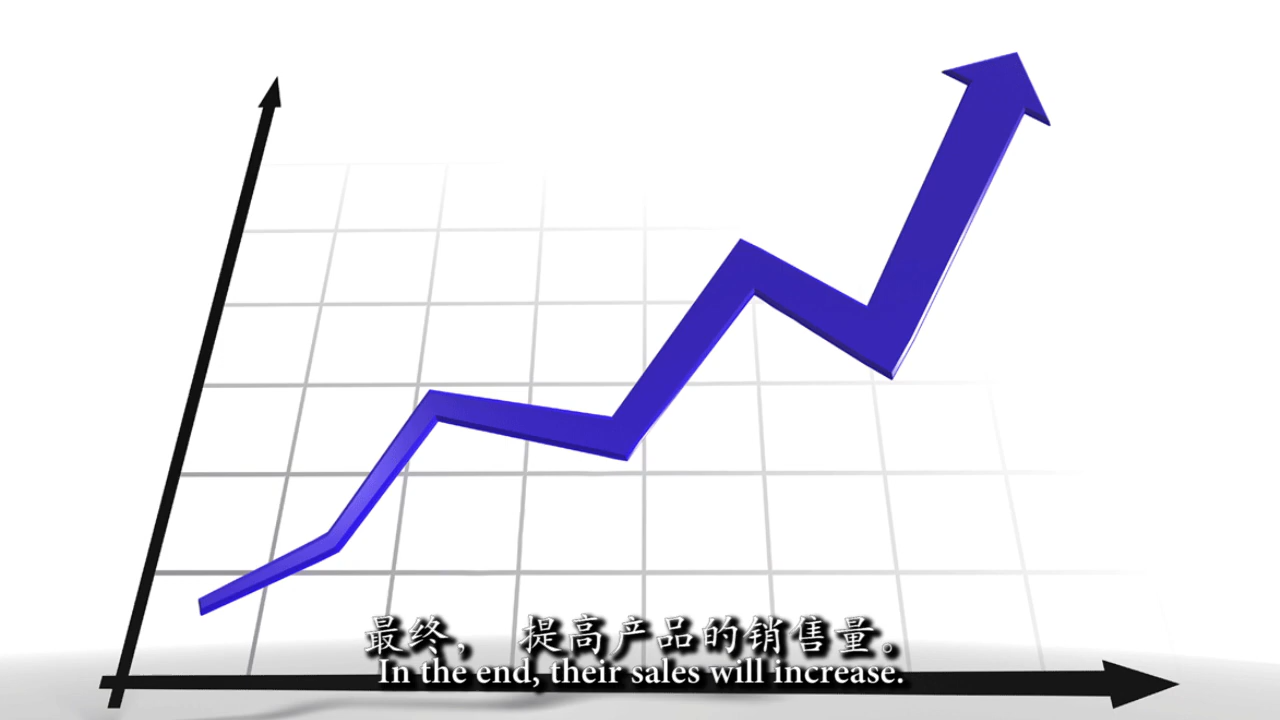 最终， 提高产品的销售量。
In the end, their sales will increase.